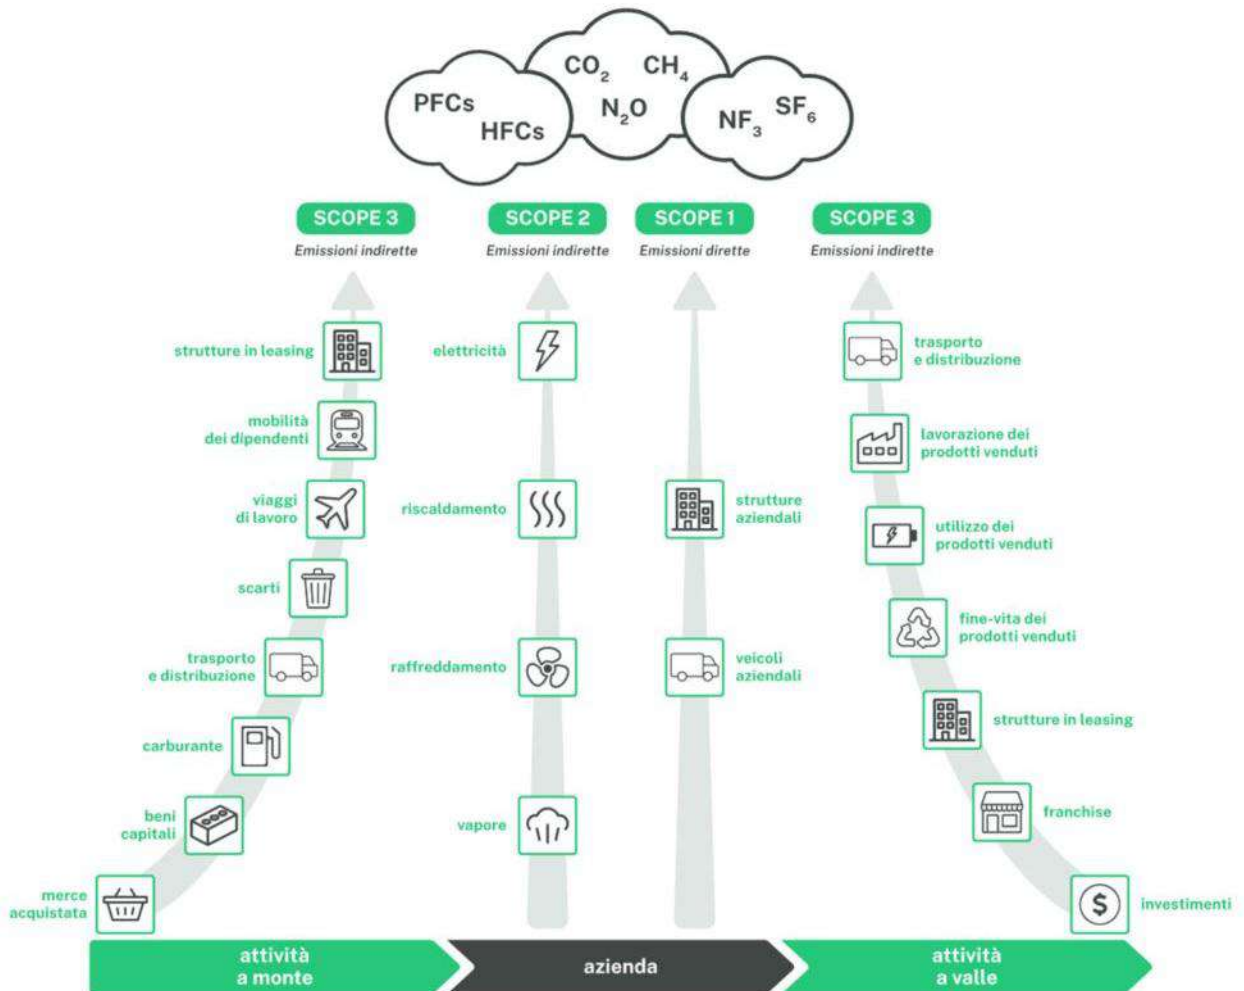 CO₂ CH₄
N₂O
PFCs
HFCs
NF₃ SF₆
SCOPE 3
Emissioni indirette
SCOPE 2
Emissioni indirette
SCOPE 1
Emissioni dirette
SCOPE 3
Emissioni indirette
strutture in leasing
mobilità
dei dipendenti
viaggi
di lavoro
scarti
trasporto
e distribuzione
carburante
beni
capitali
merce
acquistata
elettricità
riscaldamento
raffreddamento
vapore
strutture
aziendali
veicoli
aziendali
trasporto
e distribuzione
lavorazione dei
prodotti venduti
utilizzo dei
prodotti venduti
fine-vita dei
prodotti venduti
strutture in leasing
franchise
$
investimenti
attività
a monte
azienda
attività
a valle